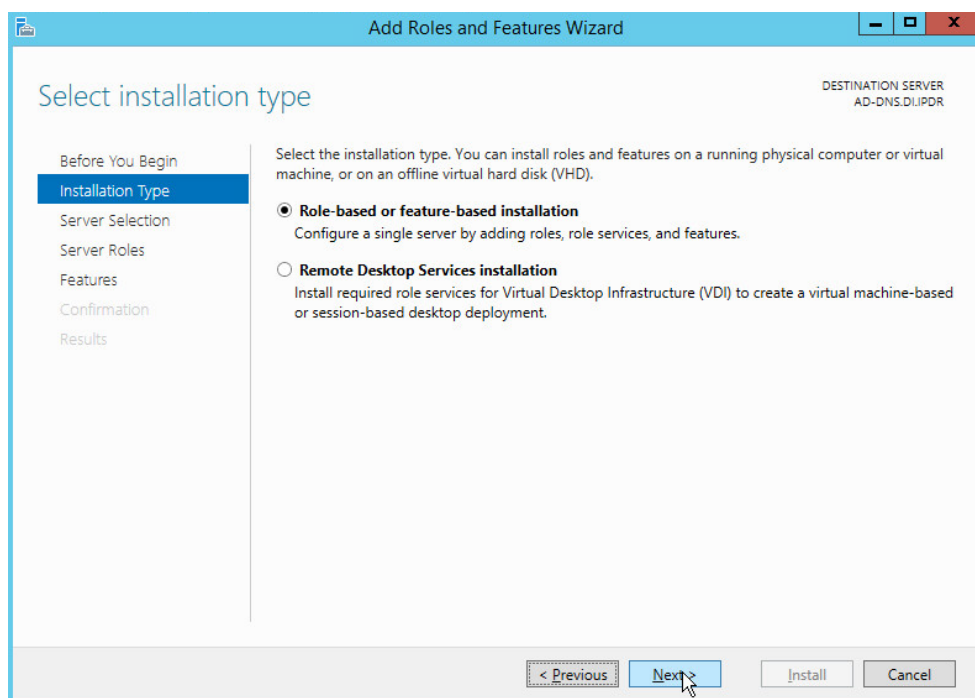 Add Roles and Features Wizard
Select installation type
DESTINATION SERVER
AD-DNS.DI.IPDR
Before You Begin
Installation Type
Server Selection
Server Roles
Features
Confirmation
Results
Select the installation type. You can install roles and features on a running physical computer or virtual
machine, or on an offline virtual hard disk (VHD).
Role-based or feature-based installation
Configure a single server by adding roles, role services, and features.
Remote Desktop Services installation
Install required role services for Virtual Desktop Infrastructure (VDI) to create a virtual machine-based
or session-based desktop deployment.
< Previous
Next >
Install
Cancel